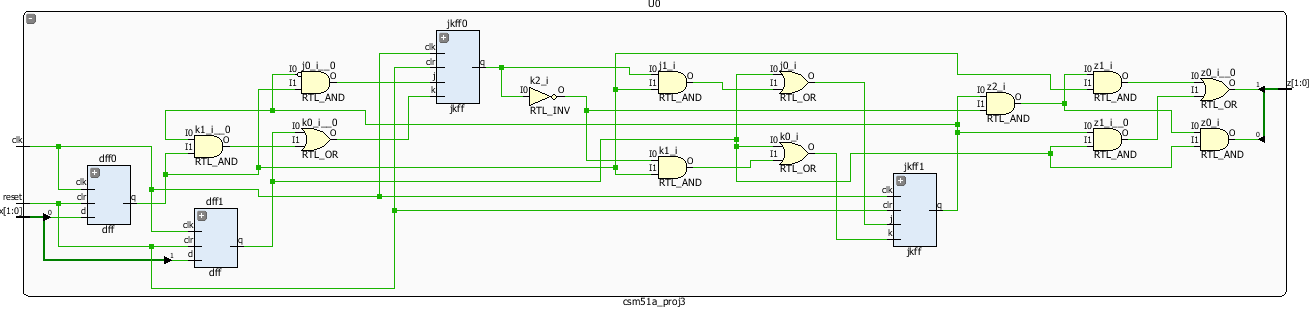 U0
clk
reset
x[1:0]
0
1
dff0
clk
clr
d
q
dff
dff1
clk
clr
d
q
dff
k1_i__0
I0
I1
O
RTL_AND
j0_i__0
I0
I1
O
RTL_AND
k0_i__0
I0
I1
O
RTL_OR
jkff0
clk
clr
j
k
q
jkff
k2_i
I0
O
RTL_INV
j1_i
I0
I1
O
RTL_AND
k1_i
I0
I1
O
RTL_AND
j0_i
I0
I1
O
RTL_OR
k0_i
I0
I1
O
RTL_OR
jkff1
clk
clr
j
k
q
jkff
z2_i
I0
I1
O
RTL_AND
z1_i
I0
I1
O
RTL_AND
z1_i__0
I0
I1
O
RTL_AND
z0_i__0
I0
I1
O
RTL_OR
z0_i
I0
I1
O
RTL_AND
1
0
z[1:0]
csm51a_proj3